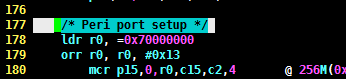 176
177 /* Peri port setup */
178 ldr r0, =0x70000000
179 orr r0, r0, #0x13
180 mcr p15,0,r0,c15,c2,4 @ 256M(0x